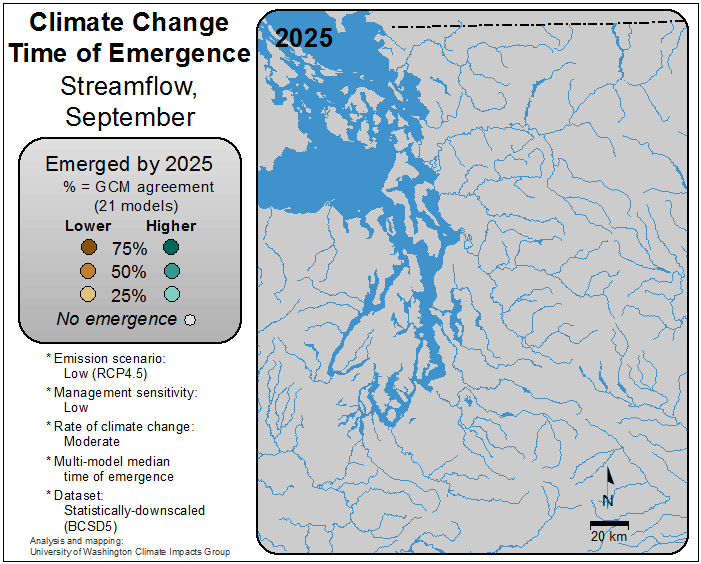 Climate Change
Time of Emergence
Streamflow,
September
Emerged by 2025
% = GCM agreement
(21 models)
Lower Higher
75%
50%
25%
No emergence
* Emission scenario:
Low (RCP4.5)
* Management sensitivity:
Low
* Rate of climate change:
Moderate
* Multi-model median
time of emergence
* Dataset:
Statistically-downscaled
(BCSD5)
Analysis and mapping:
University of Washington Climate Impacts Group
2025
N
20 km